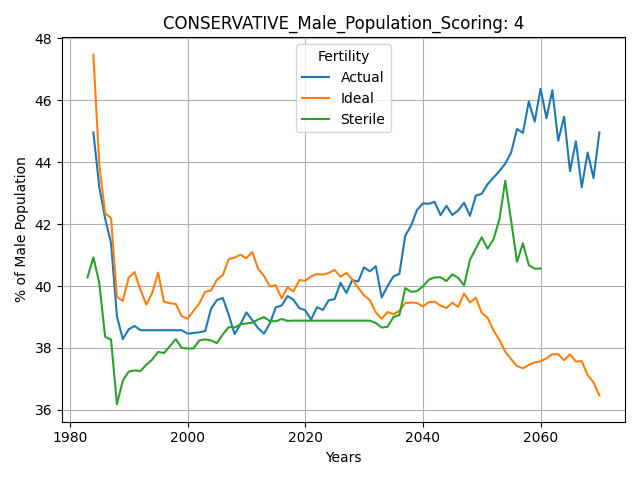 CONSERVATIVE_Male_Population_Scoring: 4
Fertility
Actual
Ideal
Sterile
% of Male Population
48
46
44
42
40
38
36
1980
2000
2020
2040
2060
Years